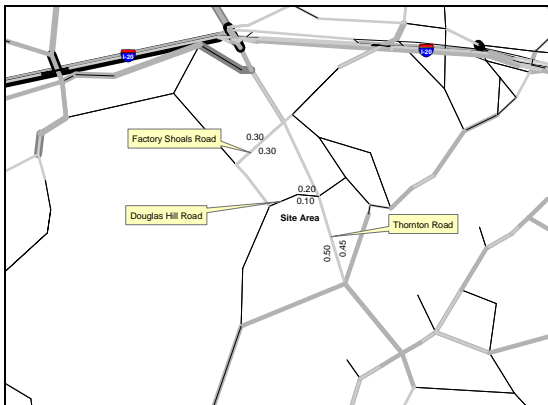 I-20
I-20
0.30
Factory Shoals Road
0.30
0.20
0.10
Douglas Hill Road
Site Area
Thornton Road
0.50
0.45